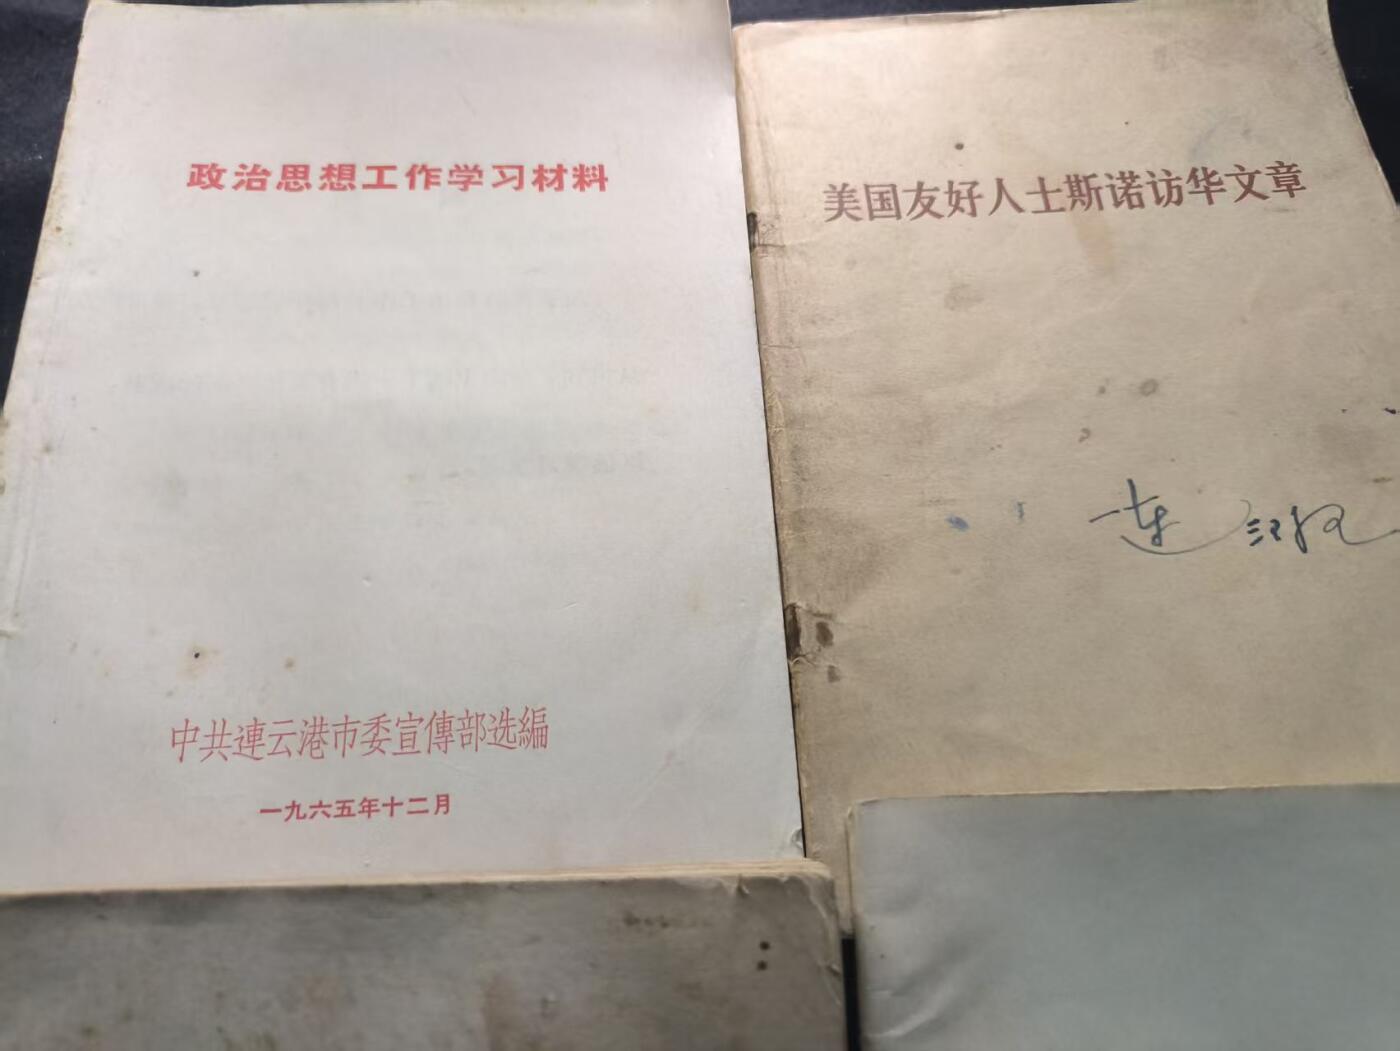 政治思想工作学习材料
中共連云港市委宣傳部选編
一九六五年十二月
美国友好人士斯诺访华文章